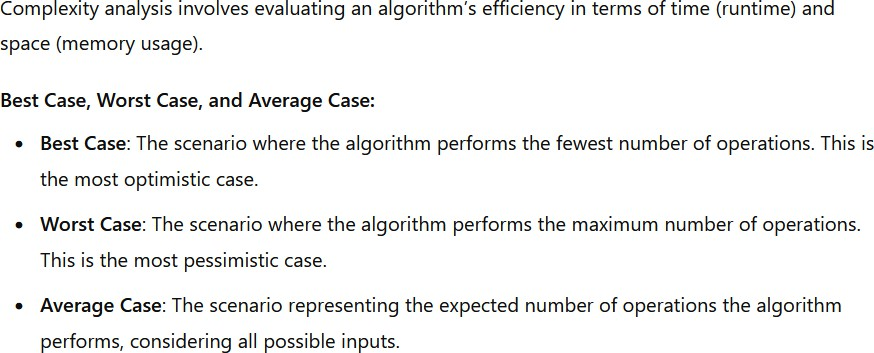 Complexity analysis involves evaluating an algorithm's efficiency in terms of time (runtime) and
space (memory usage).
Best Case, Worst Case, and Average Case:
• Best Case: The scenario where the algorithm performs the fewest number of operations. This is
the most optimistic case.
• Worst Case: The scenario where the algorithm performs the maximum number of operations.
This is the most pessimistic case.
• Average Case: The scenario representing the expected number of operations the algorithm
performs, considering all possible inputs.